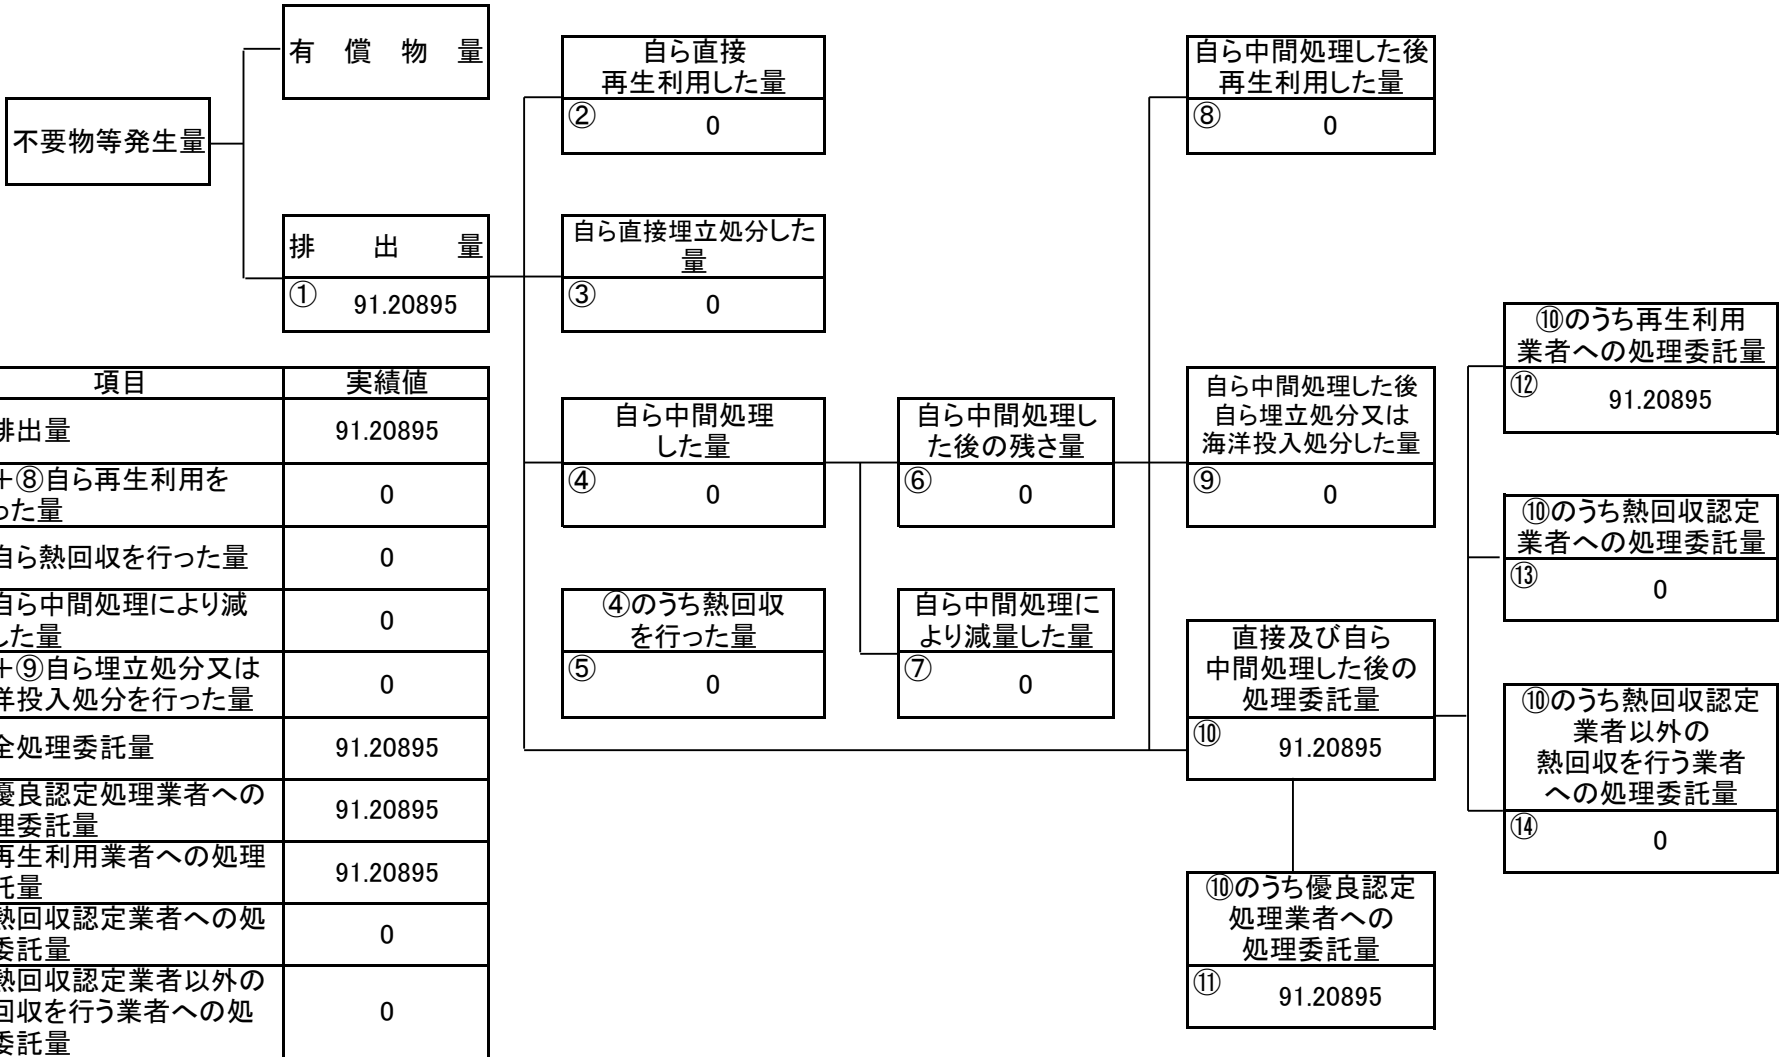 有償物量
不要物等発生量
排出量
① 91.20895
自ら直接
再生利用した量
② 0
自ら直接埋立処分した
量
③ 0
自ら中間処理
した量
④ 0
④のうち熱回収
を行った量
⑤ 0
自ら中間処理し
た後の残さ量
⑥ 0
自ら中間処理に
より減量した量
⑦ 0
自ら中間処理した後
再生利用した量
⑧ 0
自ら中間処理した後
自ら埋立処分又は
海洋投入処分した量
⑨ 0
直接及び自ら
中間処理した後の
処理委託量
⑩ 91.20895
⑩のうち優良認定
処理業者への
処理委託量
⑪ 91.20895
⑩のうち再生利用
業者への処理委託量
⑫ 91.20895
⑩のうち熱回収認定
業者への処理委託量
⑬ 0
⑩のうち熱回収認定
業者以外の
熱回収を行う業者
への処理委託量
⑭ 0
項目 実績値
排出量 91.20895
+⑧自ら再生利用を
った量 0
自ら熱回収を行った量 0
自ら中間処理により減
した量 0
+⑨自ら埋立処分又は
洋投入処分を行った量 0
全処理委託量 91.20895
優良認定処理業者への
理委託量 91.20895
再生利用業者への処理
託量 91.20895
熱回収認定業者への処
委託量 0
熱回収認定業者以外の
回収を行う業者への処
委託量 0